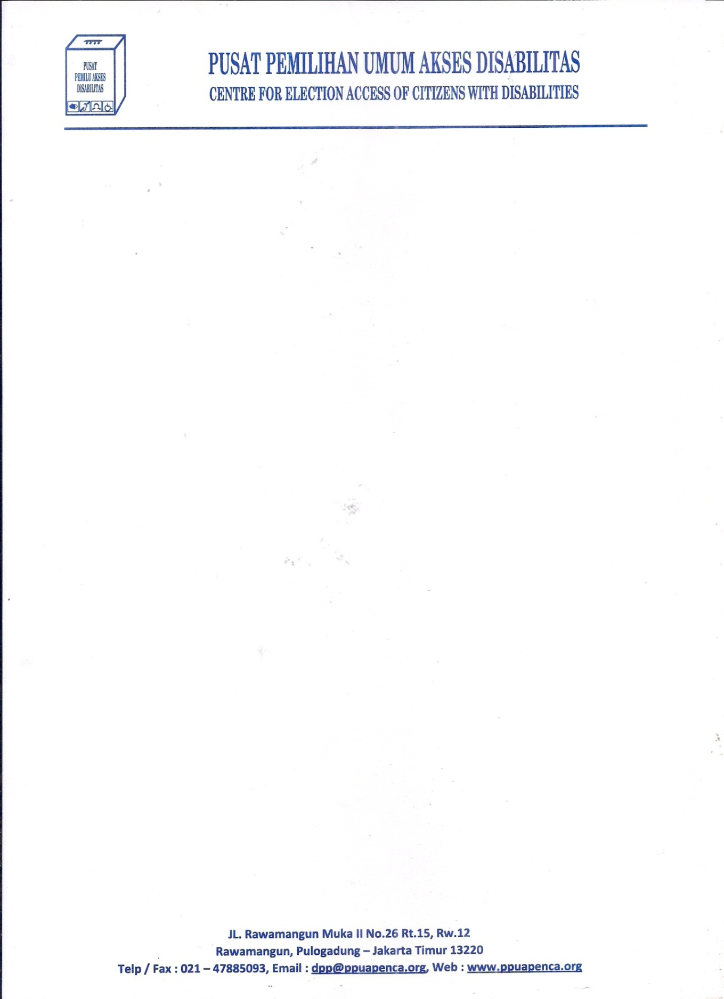 PUSAT
PEMILU AKSES
DISABILITAS
PUSAT PEMILIHAN UMUM AKSES DISABILITAS
CENTRE FOR ELECTION ACCESS OF CITIZENS WITH DISABILITIES
JL. Rawamangun Muka II No.26 Rt.15, Rw.12
Rawamangun, Pulogadung – Jakarta Timur 13220
Telp / Fax : 021 – 47885093, Email : dpp@ppuapenca.org, Web : www.ppuapenca.org